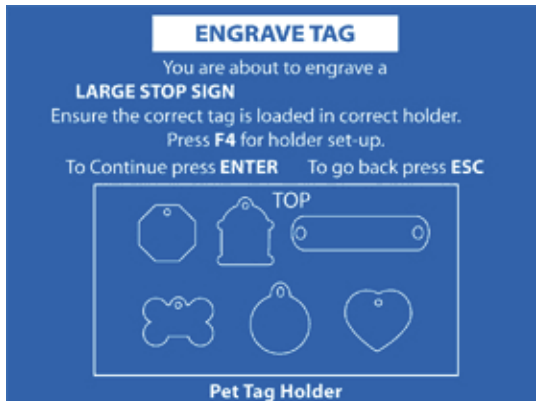 ENGRAVE TAG
You are about to engrave a
LARGE STOP SIGN
Ensure the correct tag is loaded in correct holder.
Press F4 for holder set-up.
To Continue press ENTER To go back press ESC
TOP
Pet Tag Holder